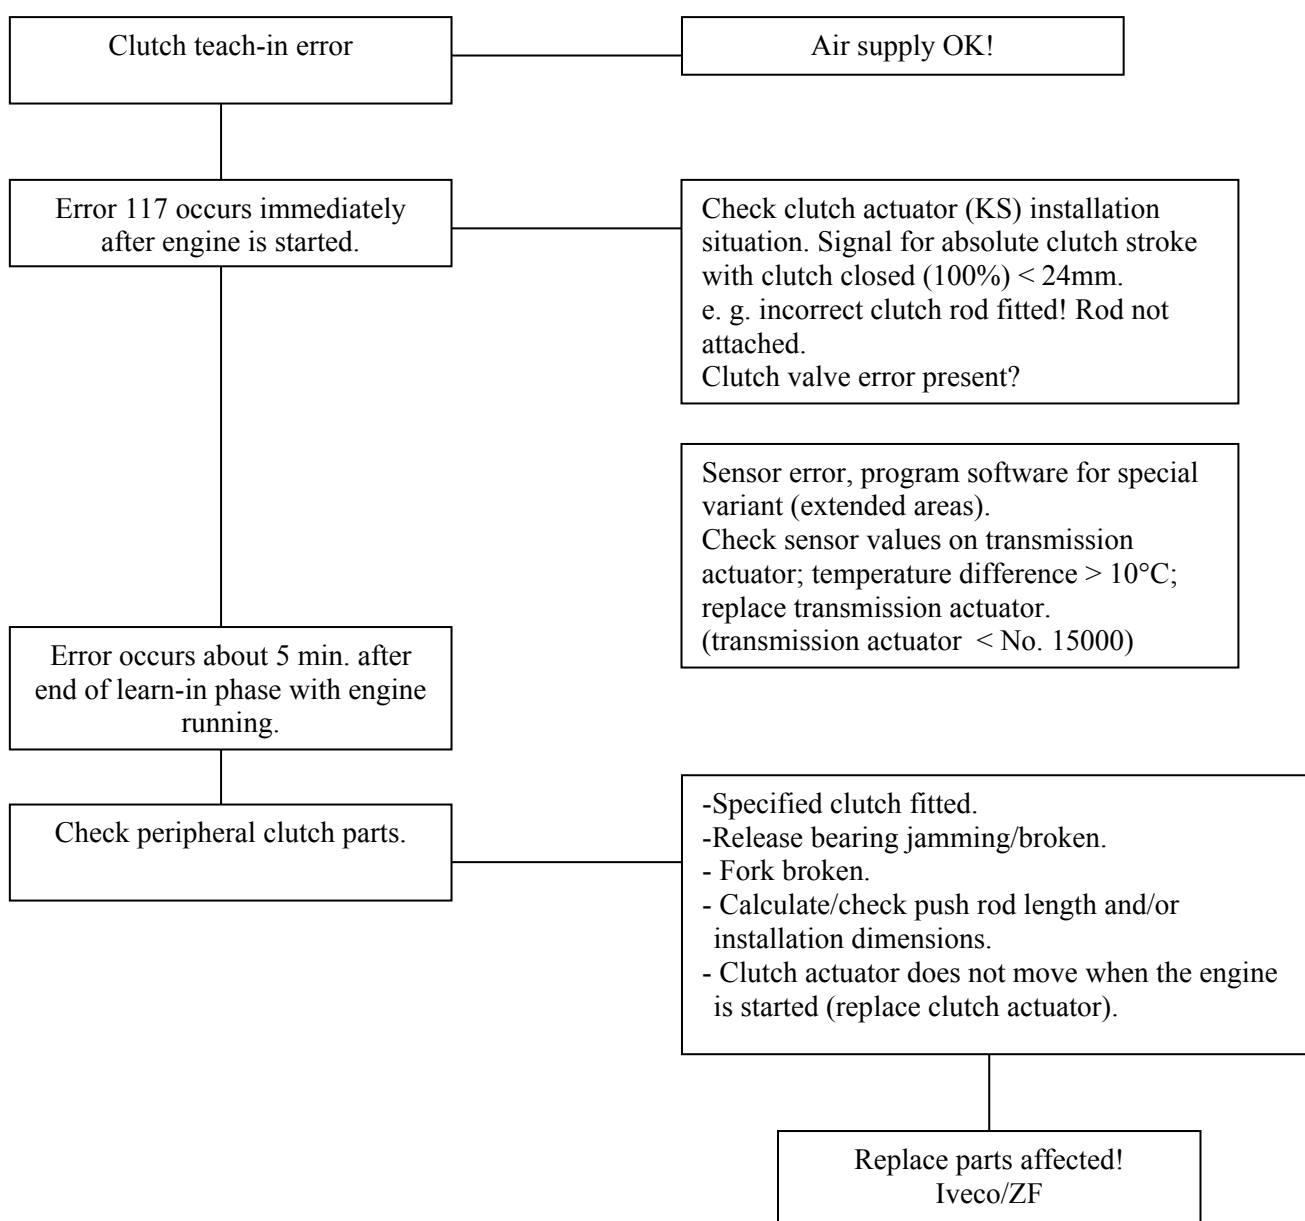 Clutch teach-in error
Air supply OK!
Error 117 occurs immediately
after engine is started.
Check clutch actuator (KS) installation
situation. Signal for absolute clutch stroke
with clutch closed (100%) < 24mm.
e. g. incorrect clutch rod fitted! Rod not
attached.
Clutch valve error present?
Sensor error, program software for special
variant (extended areas).
Check sensor values on transmission
actuator; temperature difference > 10°C;
replace transmission actuator.
(transmission actuator < No. 15000)
Error occurs about 5 min. after
end of learn-in phase with engine
running.
Check peripheral clutch parts.
-Specified clutch fitted.
-Release bearing jamming/broken.
- Fork broken.
- Calculate/check push rod length and/or
installation dimensions.
- Clutch actuator does not move when the engine
is started (replace clutch actuator).
Replace parts affected!
Iveco/ZF